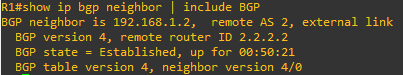 R1#show ip bgp neighbor | include BGP
BGP neighbor is 192.168.1.2,  remote AS 2, external link
  BGP version 4, remote router ID 2.2.2.2
  BGP state = Established, up for 00:50:21
  BGP table version 4, neighbor version 4/0